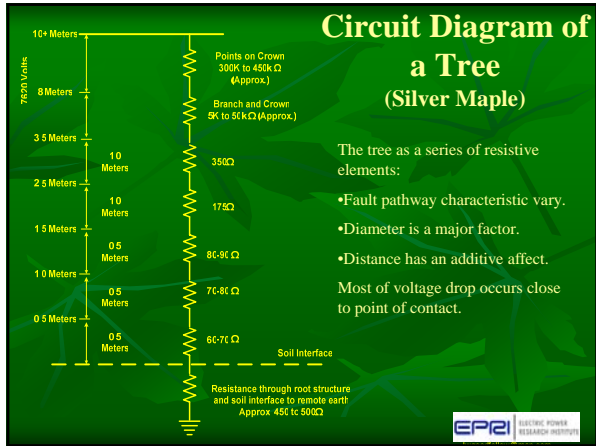 Circuit Diagram of
a Tree
(Silver Maple)
10+ Meters
7620 Volts
8 Meters
3 5 Meters
2 5 Meters
1 5 Meters
1 0 Meters
0 5 Meters
1 0
Meters
1 0
Meters
0 5
Meters
0 5
Meters
0 5
Meters
Points on Crown
300K to 450k Ω
(Approx.)
Branch and Crown
5K to 50kΩ (Approx.)
350Ω
175Ω
80-90 Ω
70-80 Ω
60-70 Ω
Soil Interface
Resistance through root structure
and soil interface to remote earth
Approx 450 to 500Ω
The tree as a series of resistive
elements:
•Fault pathway characteristic vary.
•Diameter is a major factor.
•Distance has an additive affect.
Most of voltage drop occurs close
to point of contact.
EPRI
ELECTRIC POWER
RESEARCH INSTITUTE